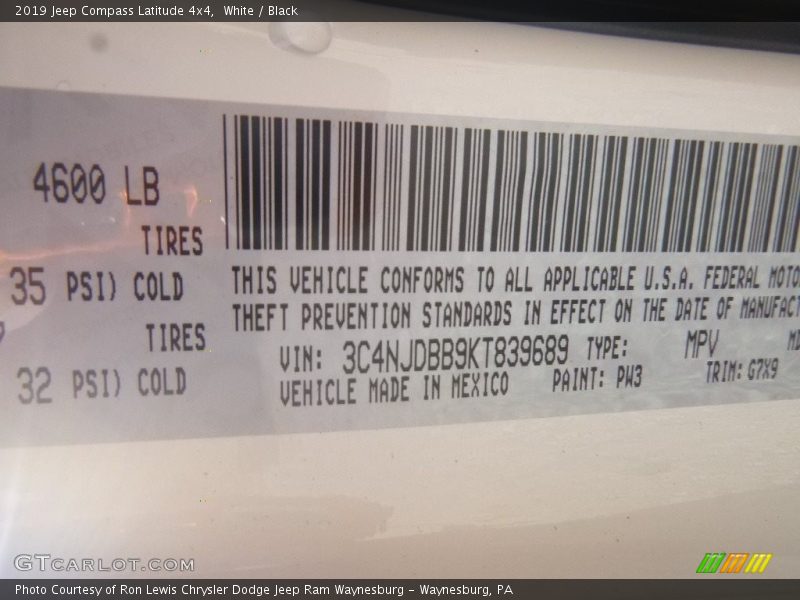 2019 Jeep Compass Latitude 4x4, White / Black
4600 LB
TIRES
35 PSI) COLD
TIRES
32 PSI) COLD
THIS VEHICLE CONFORMS TO ALL APPLICABLE U.S.A. FEDERAL MOTO
THEFT PREVENTION STANDARDS IN EFFECT ON THE DATE OF MANUFACT
VIN: 3C4NJDBB9KT839689 TYPE: MPV MD
VEHICLE MADE IN MEXICO PAINT: PW3 TRIM: G7X9
GTCARLOT.COM
Photo Courtesy of Ron Lewis Chrysler Dodge Jeep Ram Waynesburg - Waynesburg, PA